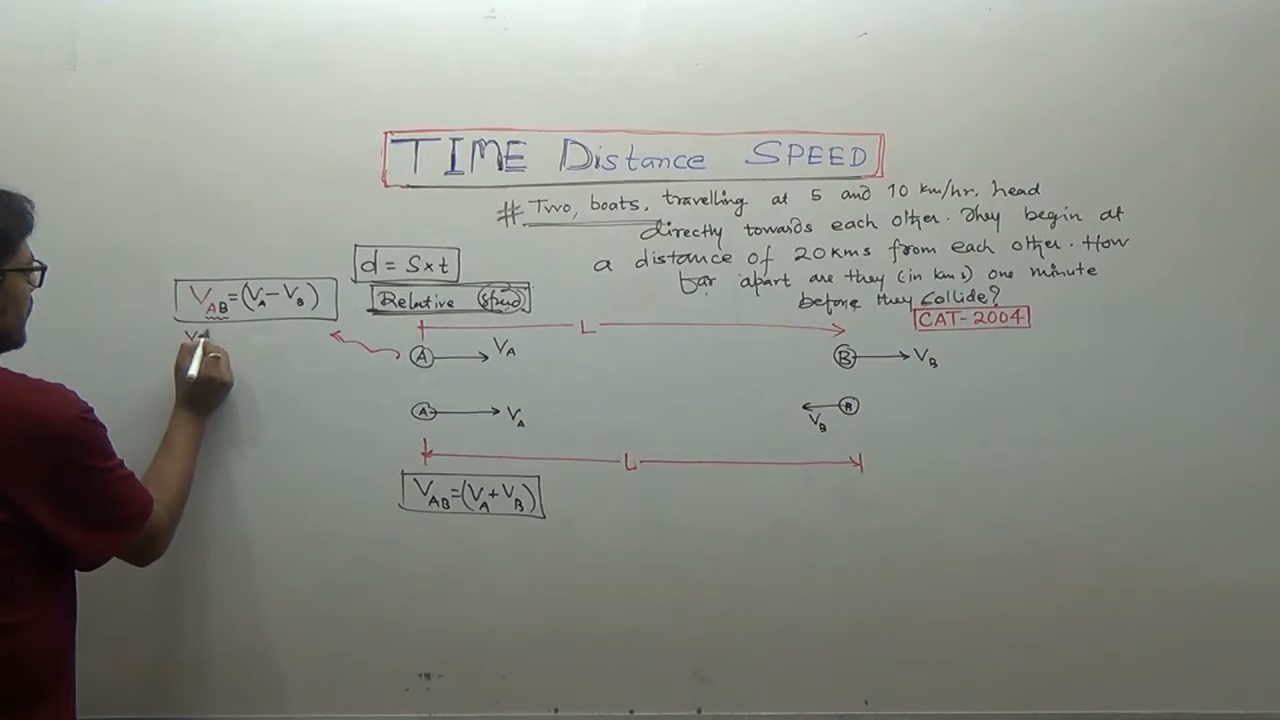 TIME Distance SPEED
# Two, boats, travelling at 5 and 10 km/hr, head
directly towards each other. They begin at
a distance of 20 kms from each other. How
far apart are they (in kms) one minute
before they collide?
CAT-2004
d = S×t
Relative Speed
V_AB = (V_A - V_B)
L
A V_A
B V_B
A V_A
V_B B
L
V_AB = (V_A + V_B)